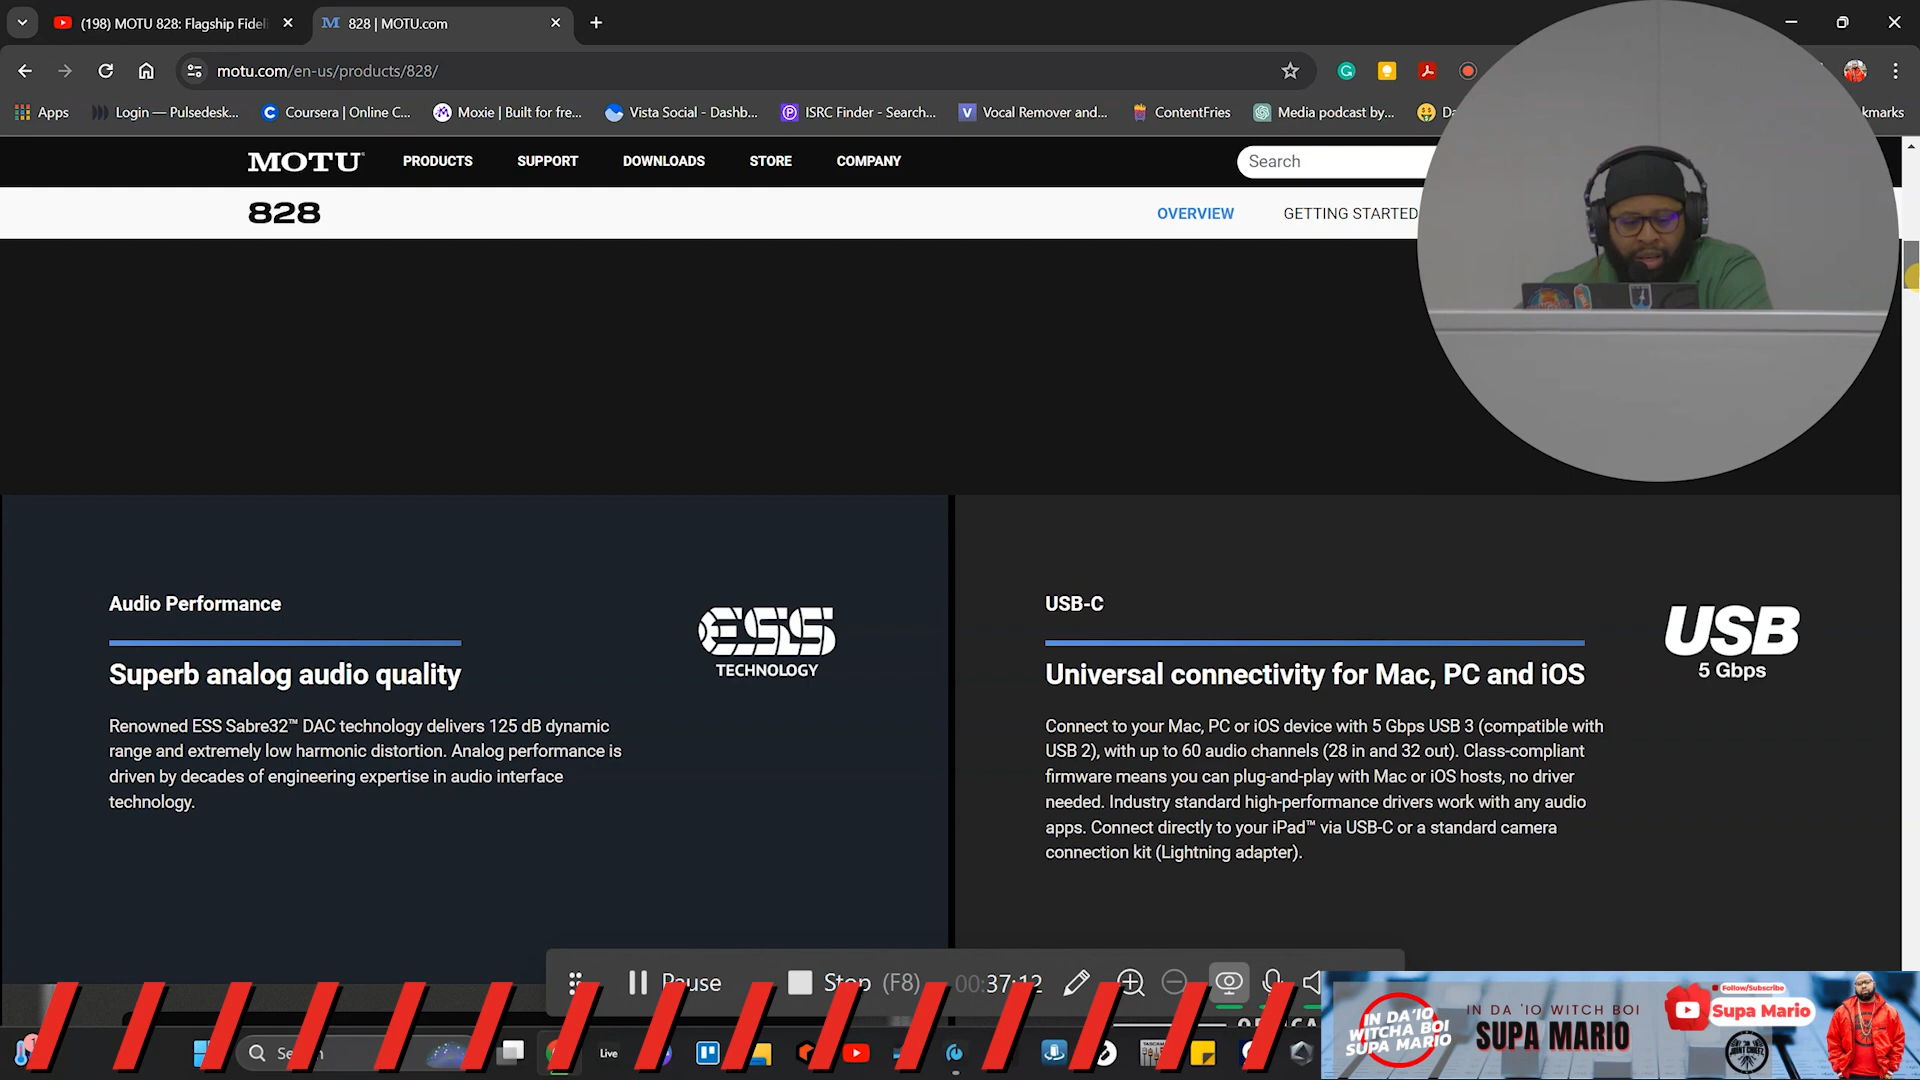 (198) MOTU 828: Flagship Fideli
828 | MOTU.com
motu.com/en-us/products/828/
Apps
Login — Pulsedesk...
Coursera | Online C...
Moxie | Built for fre...
Vista Social - Dashb...
ISRC Finder - Search...
Vocal Remover and...
ContentFries
Media podcast by...
MOTU
PRODUCTS
SUPPORT
DOWNLOADS
STORE
COMPANY
Search
828
OVERVIEW
GETTING STARTED
Audio Performance
ESS
TECHNOLOGY
Superb analog audio quality
Renowned ESS Sabre32™ DAC technology delivers 125 dB dynamic
range and extremely low harmonic distortion. Analog performance is
driven by decades of engineering expertise in audio interface
technology.
USB-C
USB
5 Gbps
Universal connectivity for Mac, PC and iOS
Connect to your Mac, PC or iOS device with 5 Gbps USB 3 (compatible with
USB 2), with up to 60 audio channels (28 in and 32 out). Class-compliant
firmware means you can plug-and-play with Mac or iOS hosts, no driver
needed. Industry standard high-performance drivers work with any audio
apps. Connect directly to your iPad™ via USB-C or a standard camera
connection kit (Lightning adapter).
Pause
Stop (F8)
00:37:12
Live
TASCAM
IN DA'IO
WITCHA BOI
SUPA MARIO
IN DA 'IO WITCH BOI
SUPA MARIO
Follow/Subscribe
Supa Mario